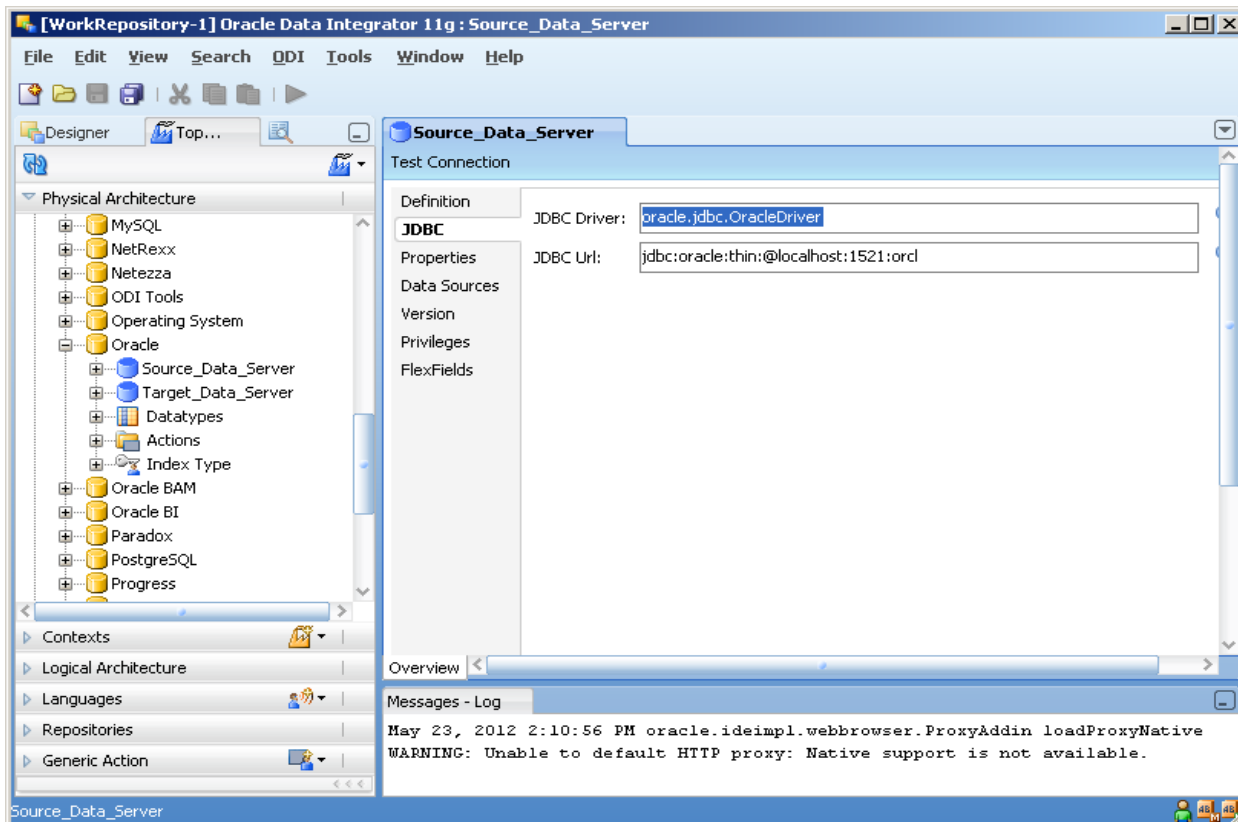 [WorkRepository-1] Oracle Data Integrator 11g : Source_Data_Server
File Edit View Search ODI Tools Window Help
Designer
Top...
Physical Architecture
MySQL
NetRexx
Netezza
ODI Tools
Operating System
Oracle
Source_Data_Server
Target_Data_Server
Datatypes
Actions
Index Type
Oracle BAM
Oracle BI
Paradox
PostgreSQL
Progress
Contexts
Logical Architecture
Languages
Repositories
Generic Action
Source_Data_Server
Test Connection
Definition
JDBC
Properties
Data Sources
Version
Privileges
FlexFields
JDBC Driver: oracle.jdbc.OracleDriver
JDBC Url: jdbc:oracle:thin:@localhost:1521:orcl
Overview
Messages - Log
May 23, 2012 2:10:56 PM oracle.ideimpl.webbrowser.ProxyAddin loadProxyNative
WARNING: Unable to default HTTP proxy: Native support is not available.
Source_Data_Server